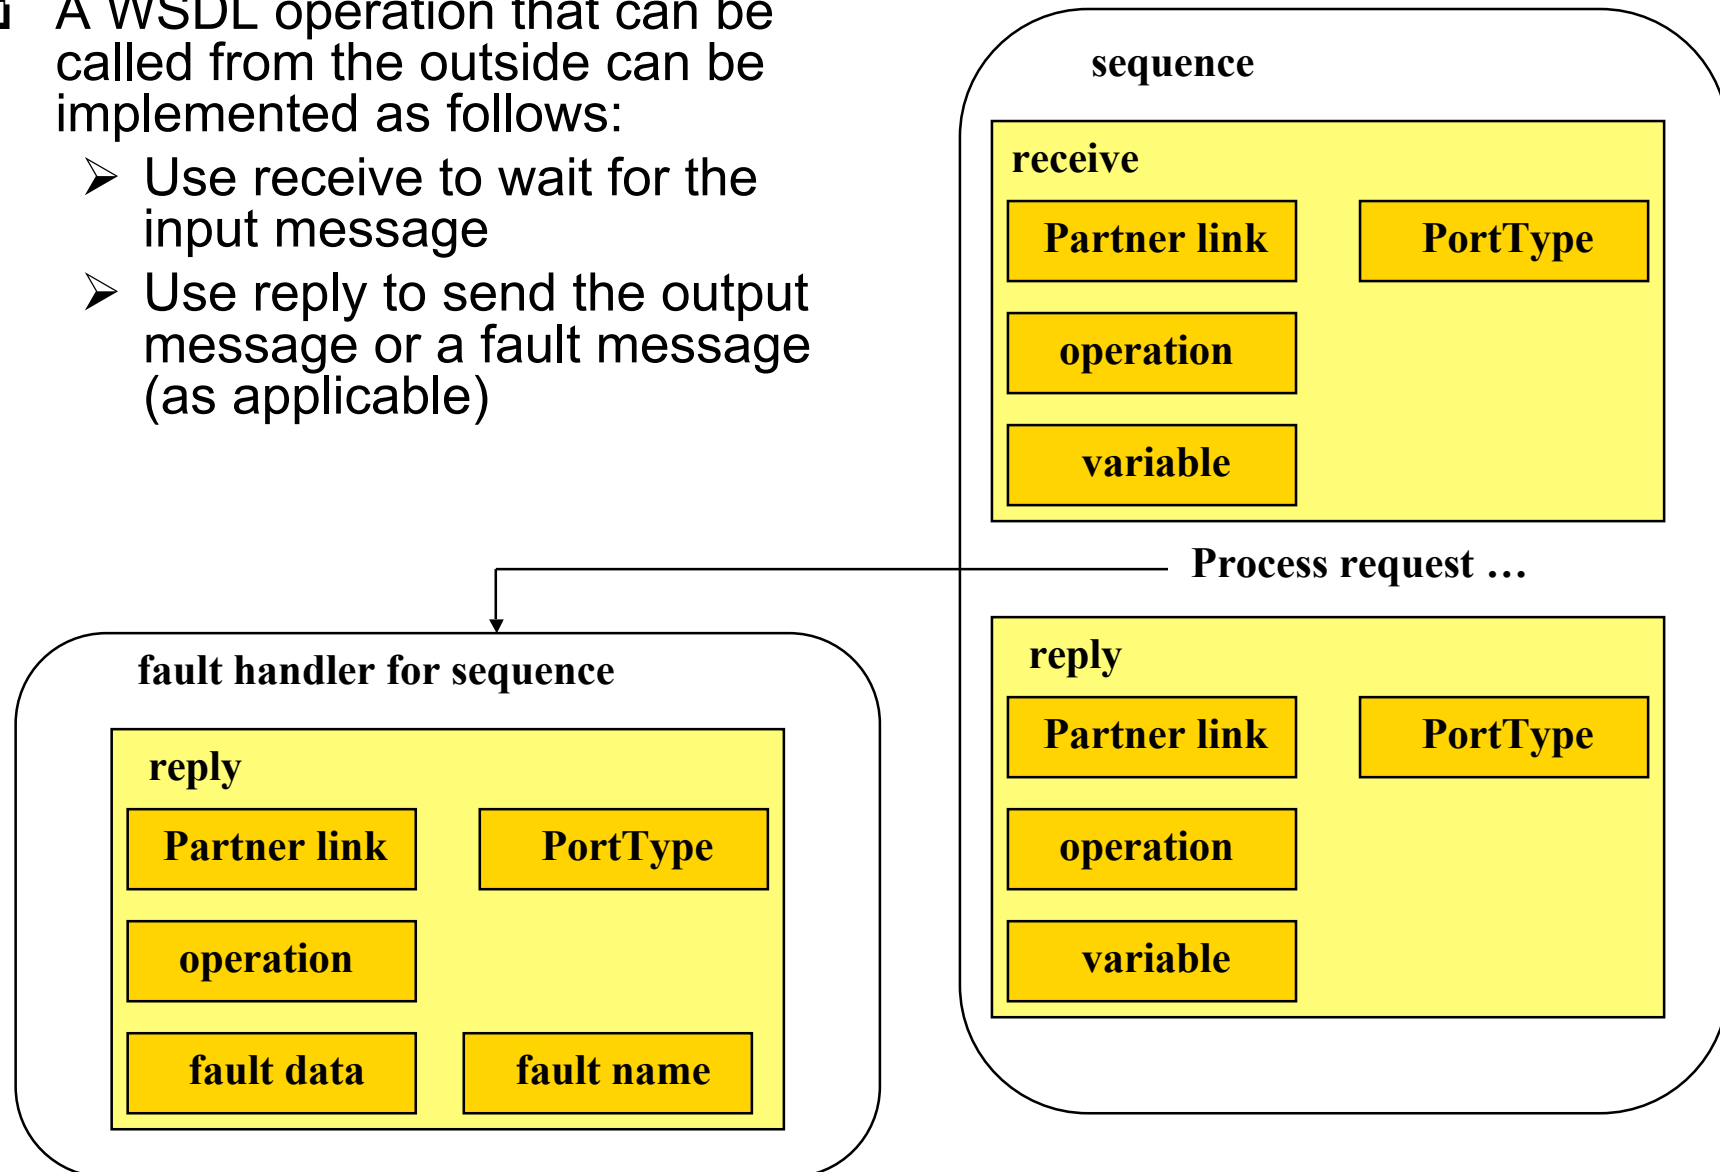 A WSDL operation that can be
called from the outside can be
implemented as follows:
Use receive to wait for the
input message
Use reply to send the output
message or a fault message
(as applicable)
sequence
receive
Partner link PortType
operation
variable
Process request …
reply
Partner link PortType
operation
variable
fault handler for sequence
reply
Partner link PortType
operation
fault data fault name